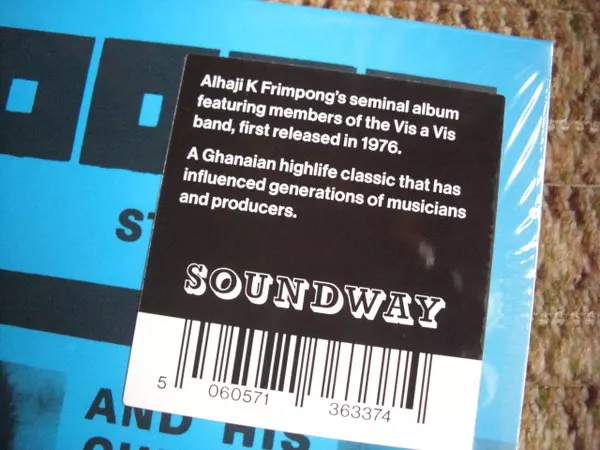 Alhaji K Frimpong's seminal album
featuring members of the Vis a Vis
band, first released in 1976.
A Ghanaian highlife classic that has
influenced generations of musicians
and producers.
SOUNDWAY
5 060571 363374
AND HIS